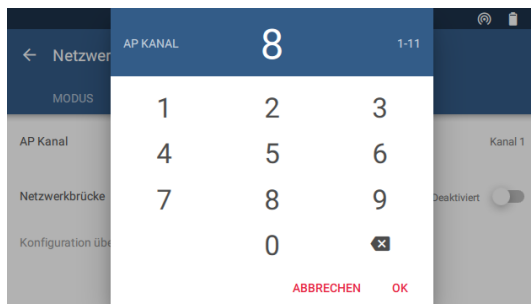 Netzwer
MODUS
AP Kanal
Kanal 1
Netzwerkbrücke
Deaktiviert
Konfiguration übe
AP KANAL 8 1-11
1 2 3
4 5 6
7 8 9
0
ABBRECHEN OK